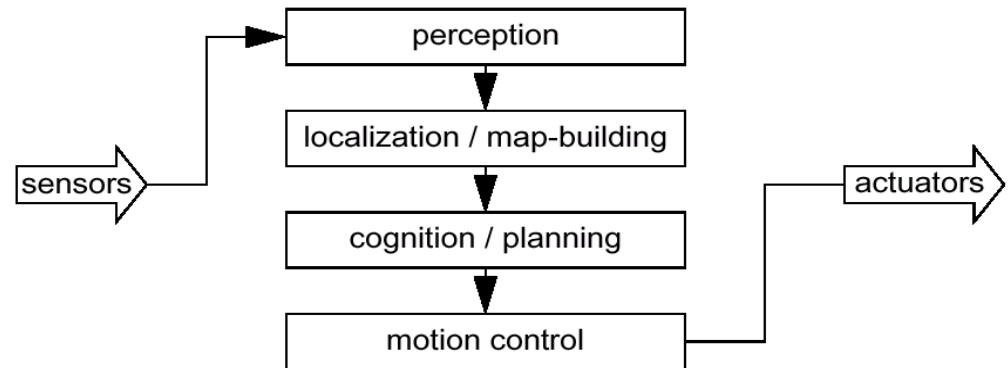 perception
localization / map-building
sensors
actuators
cognition / planning
motion control